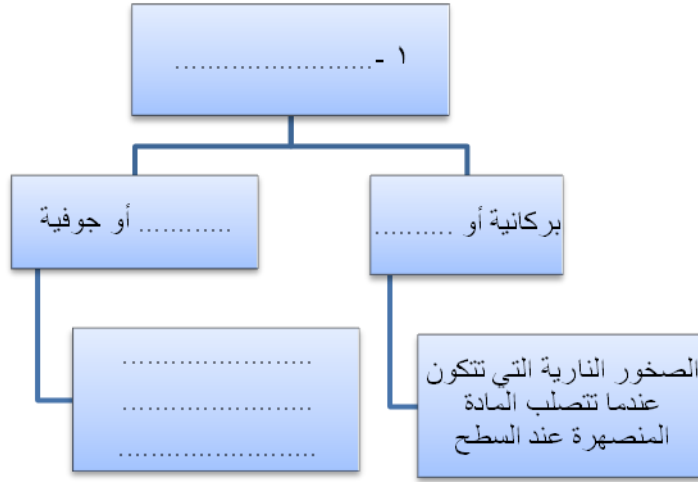 ١ -........................
بركانية أو ..........
............ أو جوفية
الصخور النارية التي تتكون
عندما تتصلب المادة
المنصهرة عند السطح
.......................
.......................
........................